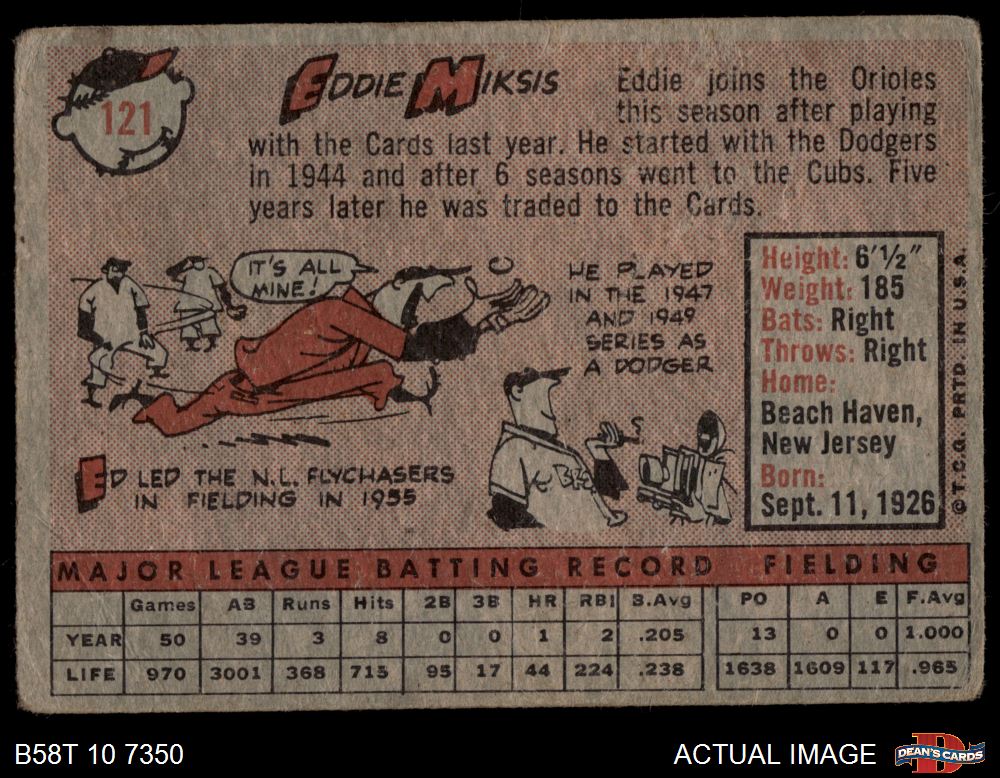 121
EDDIE MIKSIS
Eddie joins the Orioles
this season after playing
with the Cards last year. He started with the Dodgers
in 1944 and after 6 seasons went to the Cubs. Five
years later he was traded to the Cards.
IT'S ALL
MINE!
HE PLAYED
IN THE 1947
AND 1949
SERIES AS
A DODGER
ED LED THE N.L. FLYCHASERS
IN FIELDING IN 1955
Height: 6'½"
Weight: 185
Bats: Right
Throws: Right
Home:
Beach Haven,
New Jersey
Born:
Sept. 11, 1926
© T.C.G. PRTD. IN U.S.A.
MAJOR LEAGUE BATTING RECORD FIELDING
Games AB Runs Hits 2B 3B HR RBI B.Avg PO A E F.Avg
YEAR 50 39 3 8 0 0 1 2 .205 13 0 0 1.000
LIFE 970 3001 368 715 95 17 44 224 .238 1638 1609 117 .965
B58T 10 7350
ACTUAL IMAGE
DEAN'S CARDS